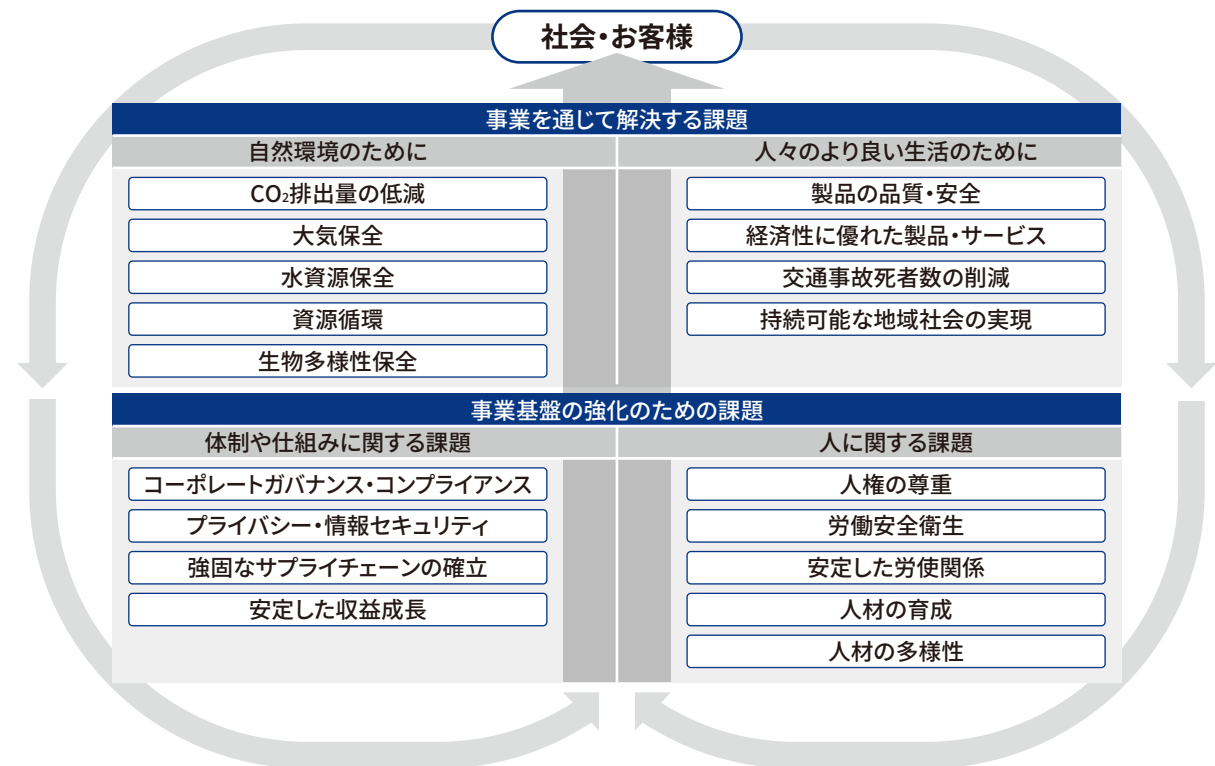 社会・お客様
事業を通じて解決する課題
自然環境のために
CO₂排出量の低減
大気保全
水資源保全
資源循環
生物多様性保全
人々のより良い生活のために
製品の品質・安全
経済性に優れた製品・サービス
交通事故死者数の削減
持続可能な地域社会の実現
事業基盤の強化のための課題
体制や仕組みに関する課題
コーポレートガバナンス・コンプライアンス
プライバシー・情報セキュリティ
強固なサプライチェーンの確立
安定した収益成長
人に関する課題
人権の尊重
労働安全衛生
安定した労使関係
人材の育成
人材の多様性